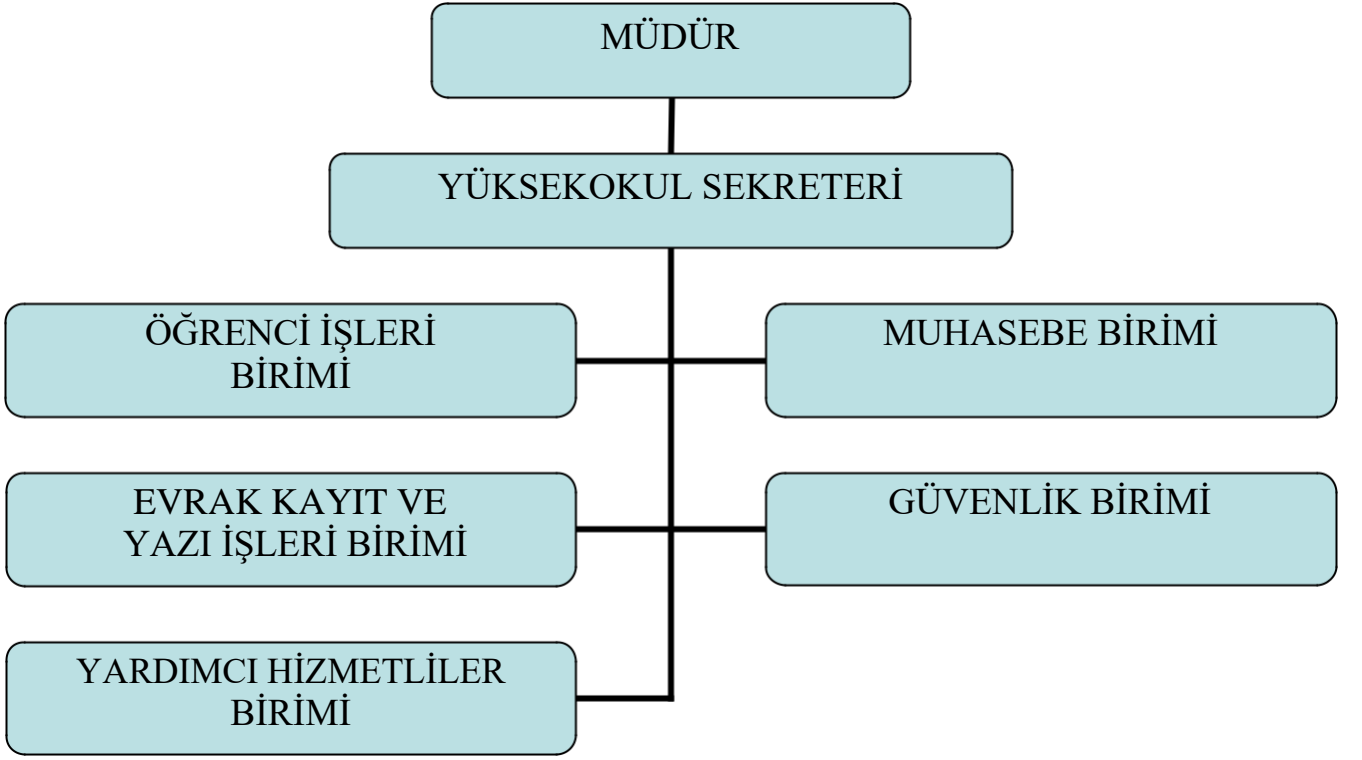 MÜDÜR
YÜKSEKOKUL SEKRETERİ
ÖĞRENCİ İŞLERİ
BİRİMİ
MUHASEBE BİRİMİ
EVRAK KAYIT VE
YAZI İŞLERİ BİRİMİ
GÜVENLİK BİRİMİ
YARDIMCI HİZMETLİLER
BİRİMİ